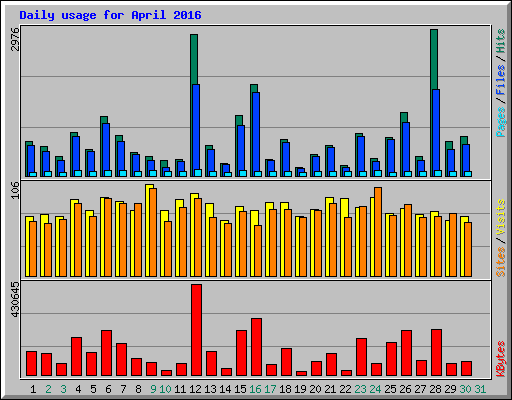 Daily usage for April 2016
2976
Pages / Files / Hits
106
Sites / Visits
430645
KBytes
1 2 3 4 5 6 7 8 9 10 11 12 13 14 15 16 17 18 19 20 21 22 23 24 25 26 27 28 29 30 31